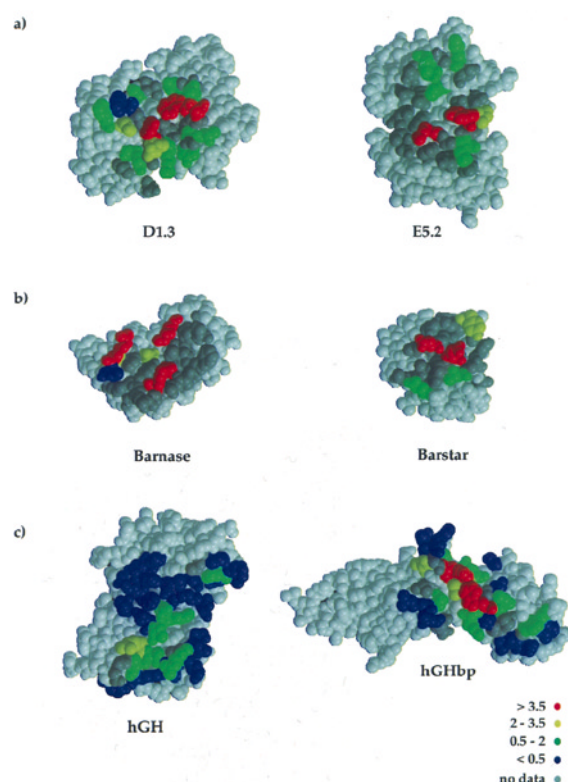 a)
D1.3
E5.2
b)
Barnase
Barstar
c)
hGH
hGHbp
> 3.5
2 - 3.5
0.5 - 2
< 0.5
no data